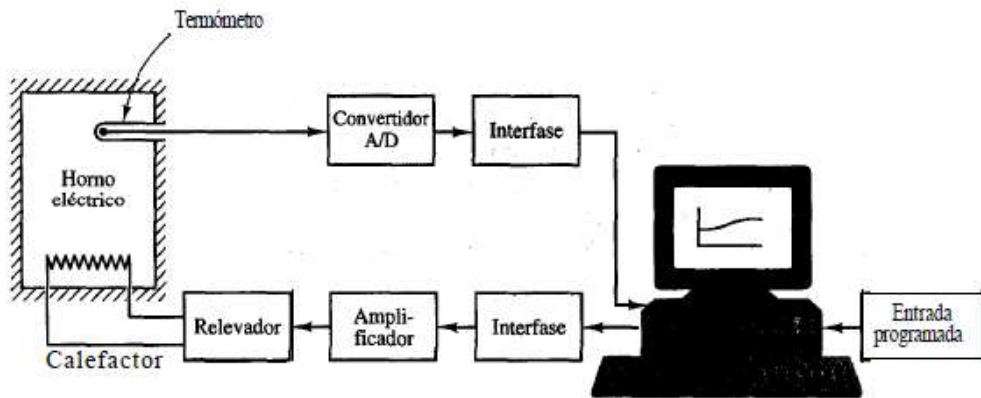 Termómetro
Convertidor
A/D
Interfase
Horno
eléctrico
Entrada
programada
Relevador
Ampli-
ficador
Interfase
Calefactor